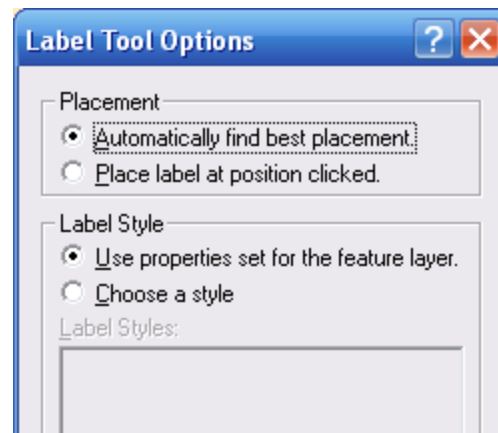 Label Tool Options
Placement
Automatically find best placement.
Place label at position clicked.
Label Style
Use properties set for the feature layer.
Choose a style
Label Styles: